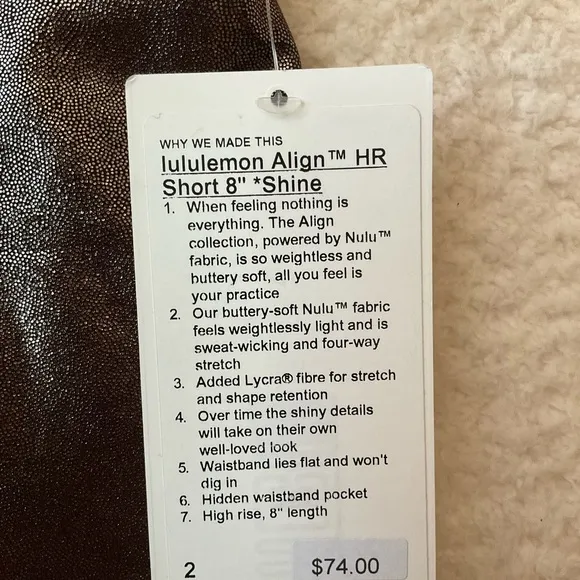 WHY WE MADE THIS
lululemon Align™ HR
Short 8" *Shine
1. When feeling nothing is
everything. The Align
collection, powered by Nulu™
fabric, is so weightless and
buttery soft, all you feel is
your practice
2. Our buttery-soft Nulu™ fabric
feels weightlessly light and is
sweat-wicking and four-way
stretch
3. Added Lycra® fibre for stretch
and shape retention
4. Over time the shiny details
will take on their own
well-loved look
5. Waistband lies flat and won't
dig in
6. Hidden waistband pocket
7. High rise, 8" length
2 $74.00